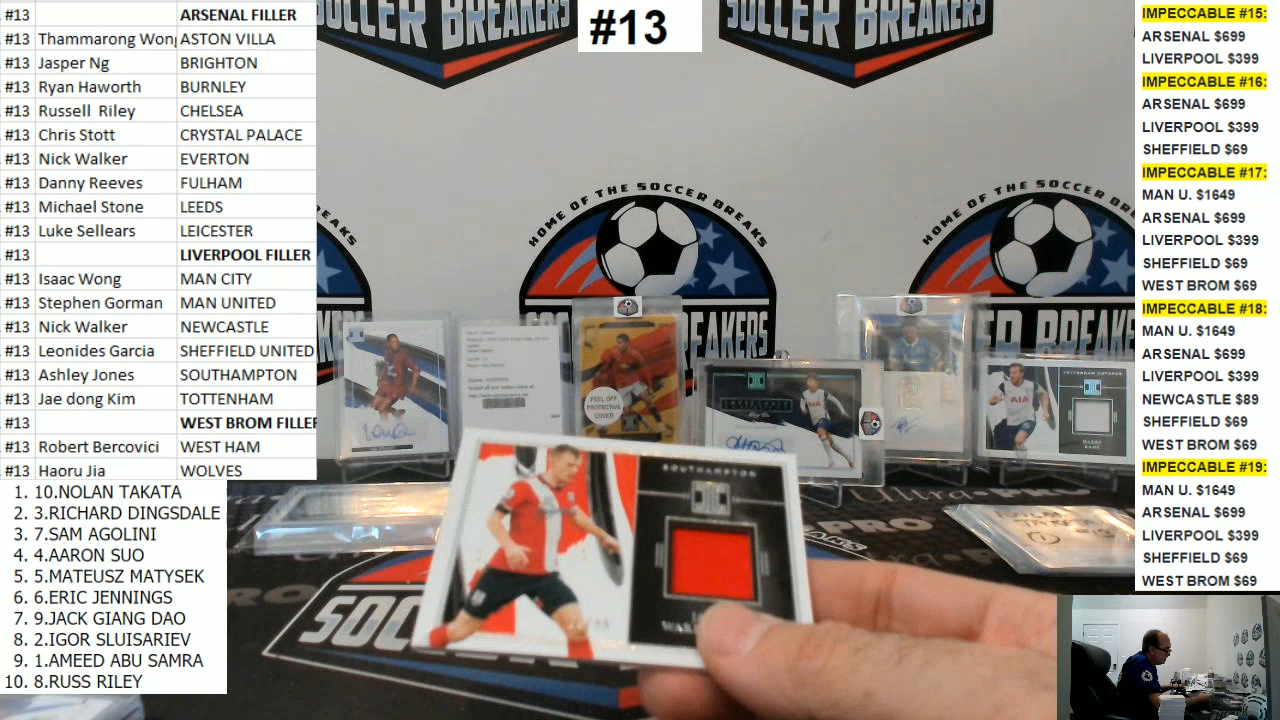 #13 ARSENAL FILLER
#13 Thammarong Wong ASTON VILLA
#13 Jasper Ng BRIGHTON
#13 Ryan Haworth BURNLEY
#13 Russell Riley CHELSEA
#13 Chris Stott CRYSTAL PALACE
#13 Nick Walker EVERTON
#13 Danny Reeves FULHAM
#13 Michael Stone LEEDS
#13 Luke Sellears LEICESTER
#13 LIVERPOOL FILLER
#13 Isaac Wong MAN CITY
#13 Stephen Gorman MAN UNITED
#13 Nick Walker NEWCASTLE
#13 Leonides Garcia SHEFFIELD UNITED
#13 Ashley Jones SOUTHAMPTON
#13 Jae dong Kim TOTTENHAM
#13 WEST BROM FILLER
#13 Robert Bercovici WEST HAM
#13 Haoru Jia WOLVES
1. 10.NOLAN TAKATA
2. 3.RICHARD DINGSDALE
3. 7.SAM AGOLINI
4. 4.AARON SUO
5. 5.MATEUSZ MATYSEK
6. 6.ERIC JENNINGS
7. 9.JACK GIANG DAO
8. 2.IGOR SLUISARIEV
9. 1.AMEED ABU SAMRA
10. 8.RUSS RILEY
SOCCER BREAKERS
#13
SOCCER BREAKERS
HOME OF THE SOCCER BREAKS
HOME OF THE SOCCER BREAKS
PEEL OFF
PROTECTIVE
COVER
TOTTENHAM HOTSPUR
AIA
HARRY
KANE
SOUTHAMPTON
IMPECCABLE #15:
ARSENAL $699
LIVERPOOL $399
IMPECCABLE #16:
ARSENAL $699
LIVERPOOL $399
SHEFFIELD $69
IMPECCABLE #17:
MAN U. $1649
ARSENAL $699
LIVERPOOL $399
SHEFFIELD $69
WEST BROM $69
IMPECCABLE #18:
MAN U. $1649
ARSENAL $699
LIVERPOOL $399
NEWCASTLE $89
SHEFFIELD $69
WEST BROM $69
IMPECCABLE #19:
MAN U. $1649
ARSENAL $699
LIVERPOOL $399
SHEFFIELD $69
WEST BROM $69